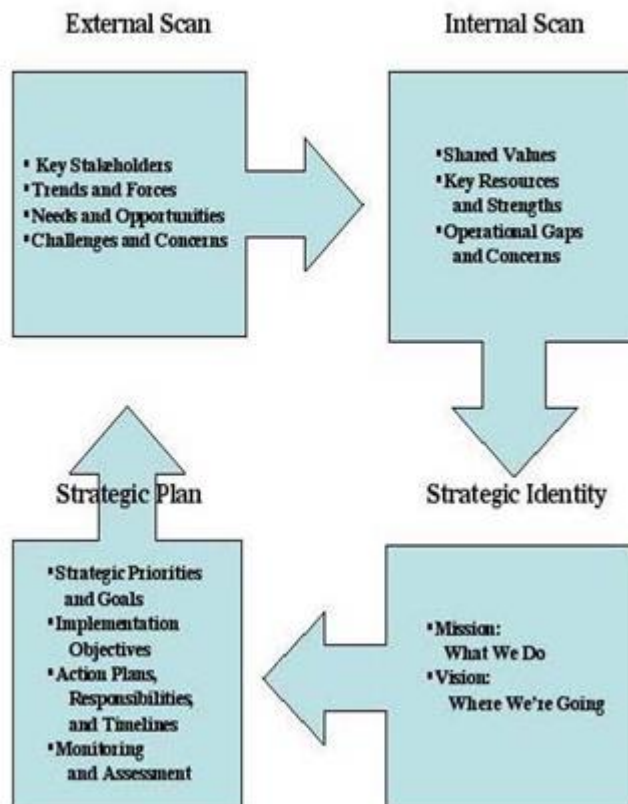 External Scan
▪ Key Stakeholders
▪ Trends and Forces
▪ Needs and Opportunities
▪ Challenges and Concerns
Internal Scan
▪ Shared Values
▪ Key Resources
and Strengths
▪ Operational Gaps
and Concerns
Strategic Identity
▪ Mission:
What We Do
▪ Vision:
Where We're Going
Strategic Plan
▪ Strategic Priorities
and Goals
▪ Implementation
Objectives
▪ Action Plans,
Responsibilities,
and Timelines
▪ Monitoring
and Assessment